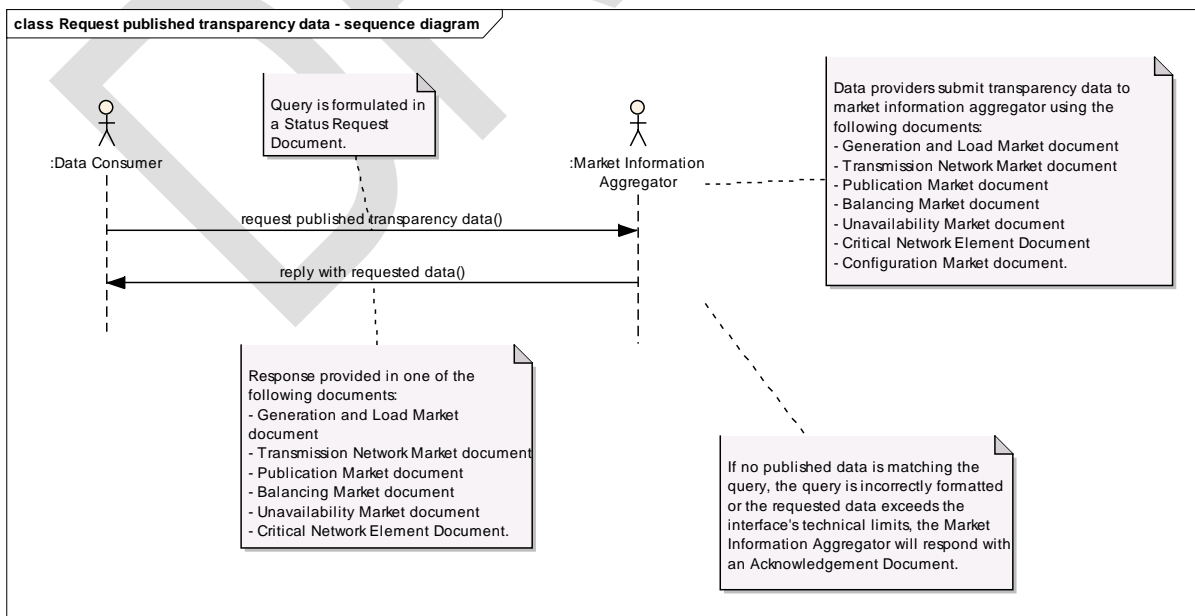 class Request published transparency data - sequence diagram
Query is formulated in
a Status Request
Document.
Data providers submit transparency data to
market information aggregator using the
following documents:
- Generation and Load Market document
- Transmission Network Market document
- Publication Market document
- Balancing Market document
- Unavailability Market document
- Critical Network Element Document
- Configuration Market document.
:Data Consumer
:Market Information
Aggregator
request published transparency data()
reply with requested data()
Response provided in one of the
following documents:
- Generation and Load Market
document
- Transmission Network Market document
- Publication Market document
- Balancing Market document
- Unavailability Market document
- Critical Network Element Document.
If no published data is matching the
query, the query is incorrectly formatted
or the requested data exceeds the
interface's technical limits, the Market
Information Aggregator will respond with
an Acknowledgement Document.